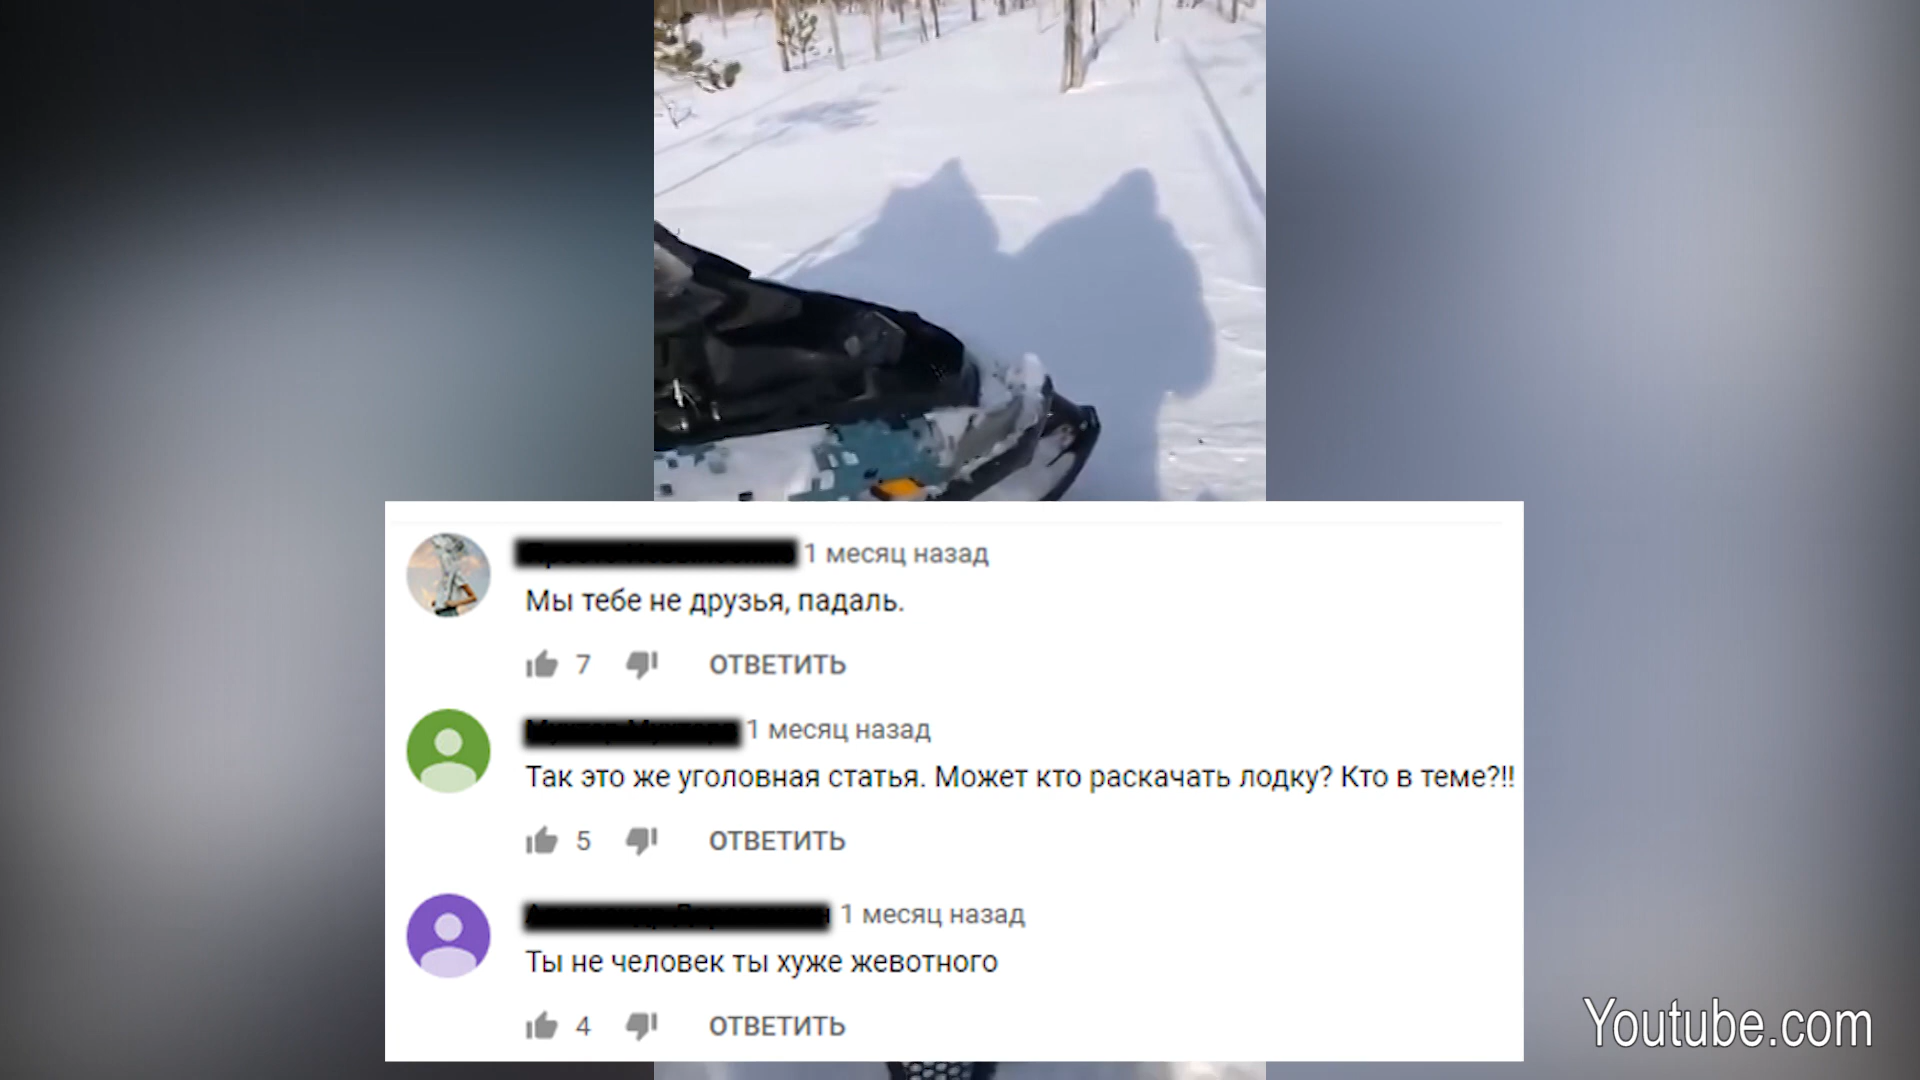 1 месяц назад
Мы тебе не друзья, падаль.
7 ОТВЕТИТЬ
1 месяц назад
Так это же уголовная статья. Может кто раскачать лодку? Кто в теме?!!
5 ОТВЕТИТЬ
1 месяц назад
Ты не человек ты хуже жевотного
4 ОТВЕТИТЬ
Youtube.com